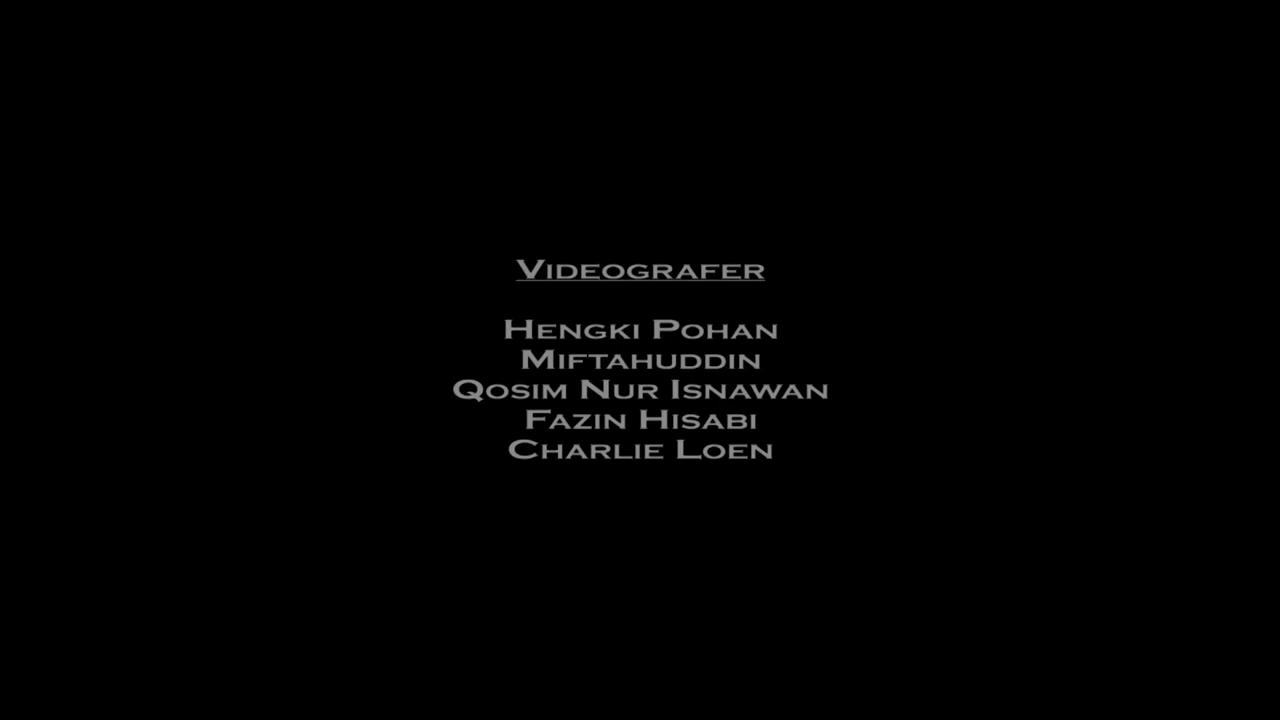 Videografer
Hengki Pohan
Miftahuddin
Qosim Nur Isnawan
Fazin Hisabi
Charlie Loen